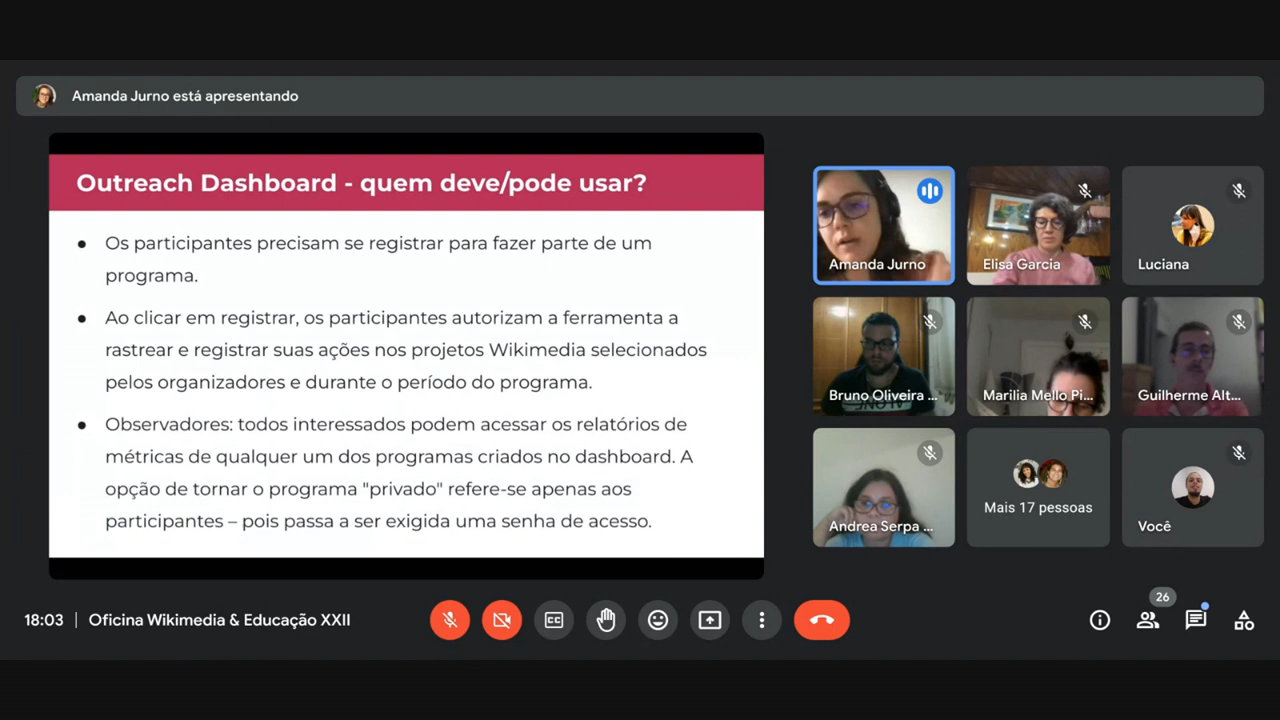 Amanda Jurno está apresentando
Outreach Dashboard - quem deve/pode usar?
● Os participantes precisam se registrar para fazer parte de um
programa.
● Ao clicar em registrar, os participantes autorizam a ferramenta a
rastrear e registrar suas ações nos projetos Wikimedia selecionados
pelos organizadores e durante o período do programa.
● Observadores: todos interessados podem acessar os relatórios de
métricas de qualquer um dos programas criados no dashboard. A
opção de tornar o programa "privado" refere-se apenas aos
participantes – pois passa a ser exigida uma senha de acesso.
Amanda Jurno
Elisa Garcia
Luciana
Bruno Oliveira ...
Marilia Mello Pi...
Guilherme Alt...
Andrea Serpa ...
Mais 17 pessoas
Você
18:03 | Oficina Wikimedia & Educação XXII
CC
26